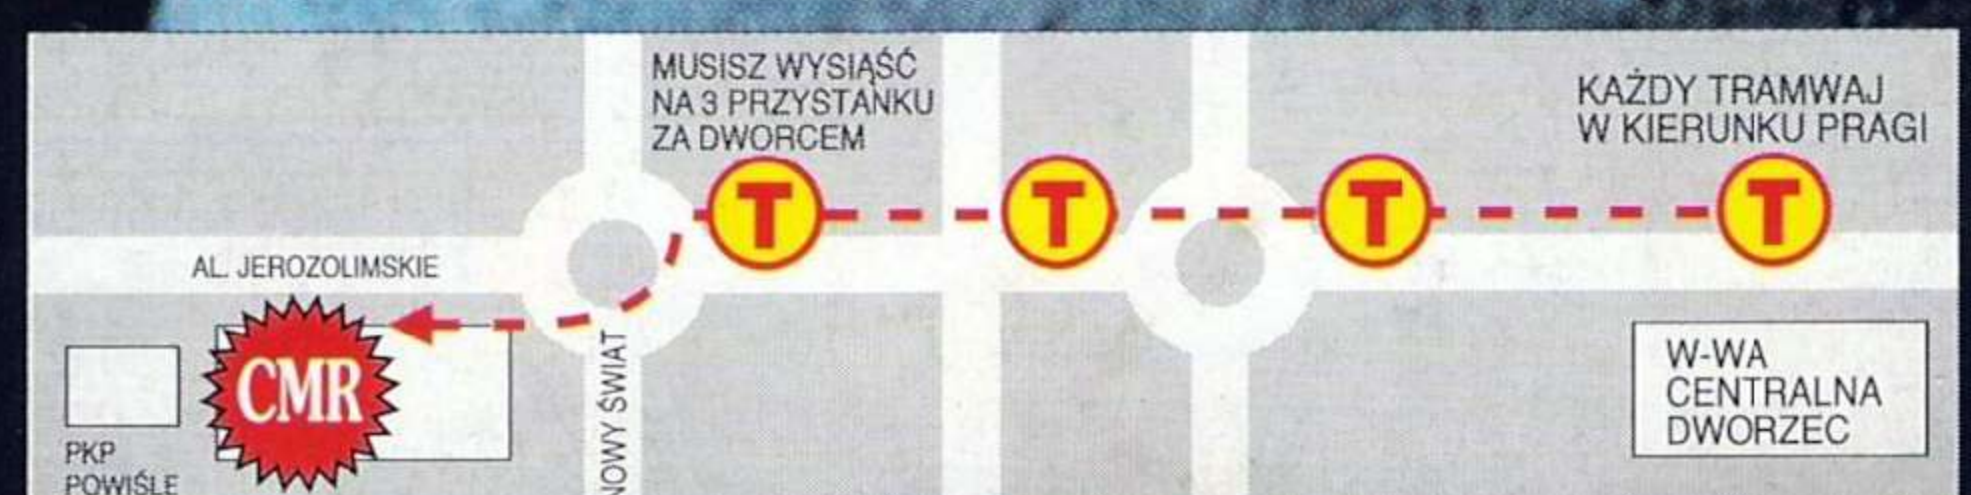 MUSISZ WYSIĄŚĆ
NA 3 PRZYSTANKU
ZA DWORCEM
KAŻDY TRAMWAJ
W KIERUNKU PRAGI
T
T
T
T
AL. JEROZOLIMSKIE
CMR
PKP
POWIŚLE
NOWY ŚWIAT
W-WA
CENTRALNA
DWORZEC